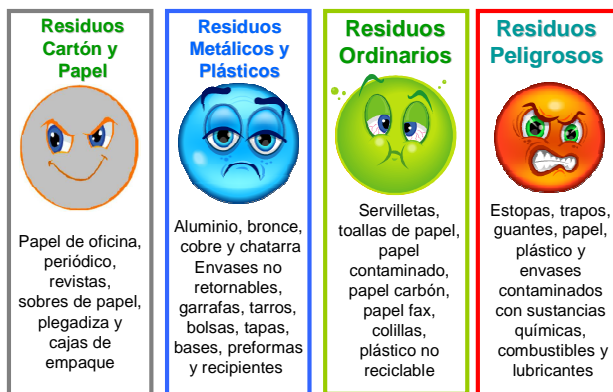 Residuos
Cartón y
Papel
Papel de oficina,
periódico,
revistas,
sobres de papel,
plegadiza y
cajas de
empaque
Residuos
Metálicos y
Plásticos
Aluminio, bronce,
cobre y chatarra
Envases no
retornables,
garrafas, tarros,
bolsas, tapas,
bases, preformas
y recipientes
Residuos
Ordinarios
Servilletas,
toallas de papel,
papel
contaminado,
papel carbón,
papel fax,
colillas,
plástico no
reciclable
Residuos
Peligrosos
Estopas, trapos,
guantes, papel,
plástico y
envases
contaminados
con sustancias
químicas,
combustibles y
lubricantes